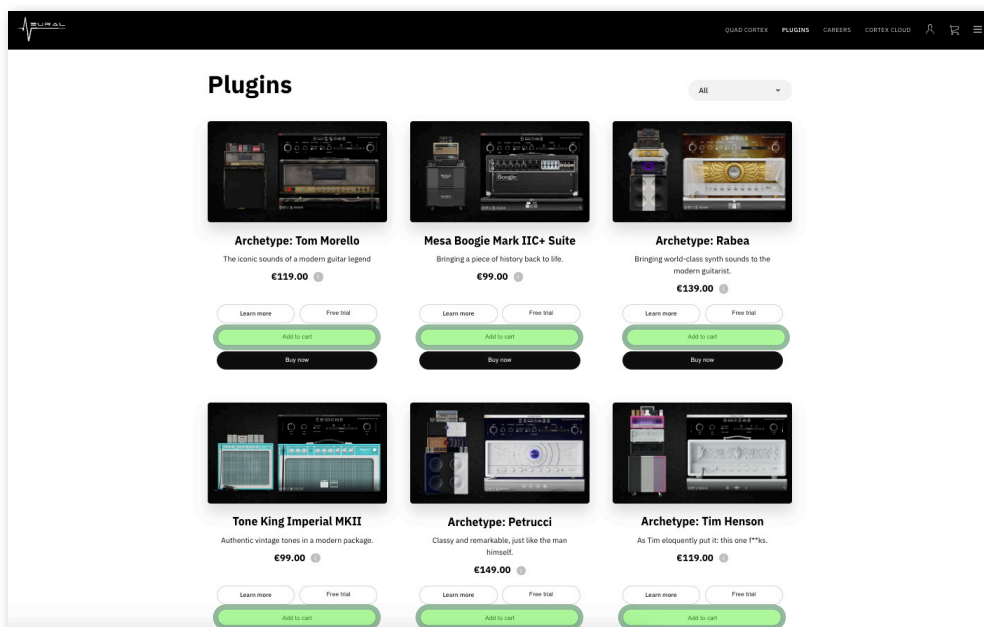 EURAL
QUAD CORTEX PLUGINS CAREERS CORTEX CLOUD
Plugins
All
Archetype: Tom Morello
The iconic sounds of a modern guitar legend
€119.00
Learn more Free trial
Add to cart
Buy now
Mesa Boogie Mark IIC+ Suite
Bringing a piece of history back to life.
€99.00
Learn more Free trial
Add to cart
Buy now
Archetype: Rabea
Bringing world-class synth sounds to the
modern guitarist.
€139.00
Learn more Free trial
Add to cart
Buy now
Tone King Imperial MKII
Authentic vintage tones in a modern package.
€99.00
Learn more Free trial
Add to cart
Archetype: Petrucci
Classy and remarkable, just like the man
himself.
€149.00
Learn more Free trial
Add to cart
Archetype: Tim Henson
As Tim eloquently put it: this one f**ks.
€119.00
Learn more Free trial
Add to cart